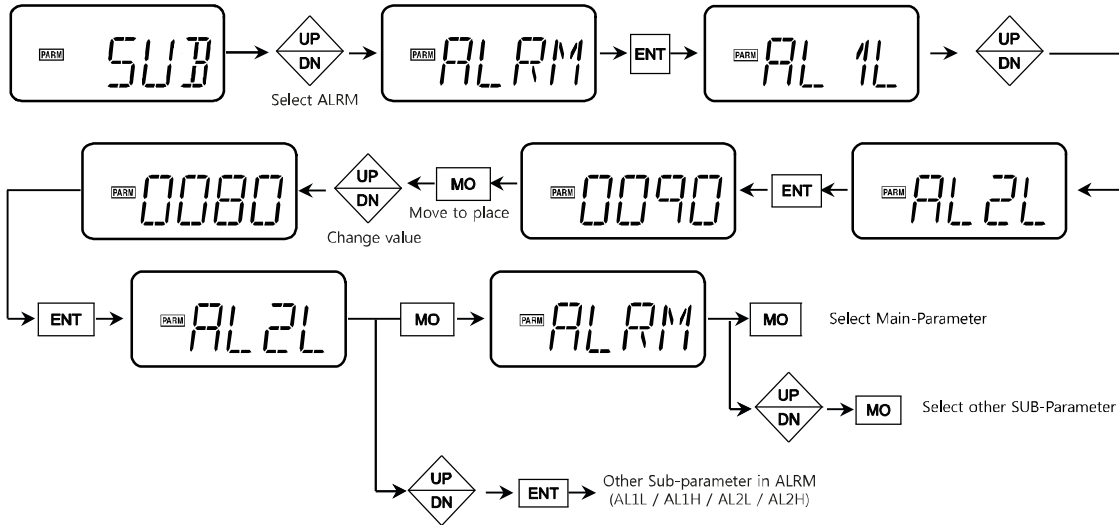 PARM SUB
UP
DN
Select ALRM
PARM ALRM
ENT
PARM AL 1L
UP
DN
PARM AL2L
ENT
PARM 0090
MO
Move to place
UP
DN
Change value
PARM 0080
ENT
PARM AL2L
MO
PARM ALRM
MO
Select Main-Parameter
UP
DN
MO
Select other SUB-Parameter
UP
DN
ENT
Other Sub-parameter in ALRM
(AL1L / AL1H / AL2L / AL2H)